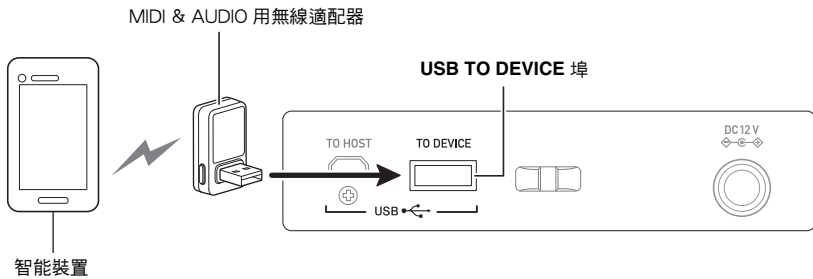 MIDI & AUDIO 用無線適配器
USB TO DEVICE 埠
TO HOST
TO DEVICE
DC12V
USB
智能裝置